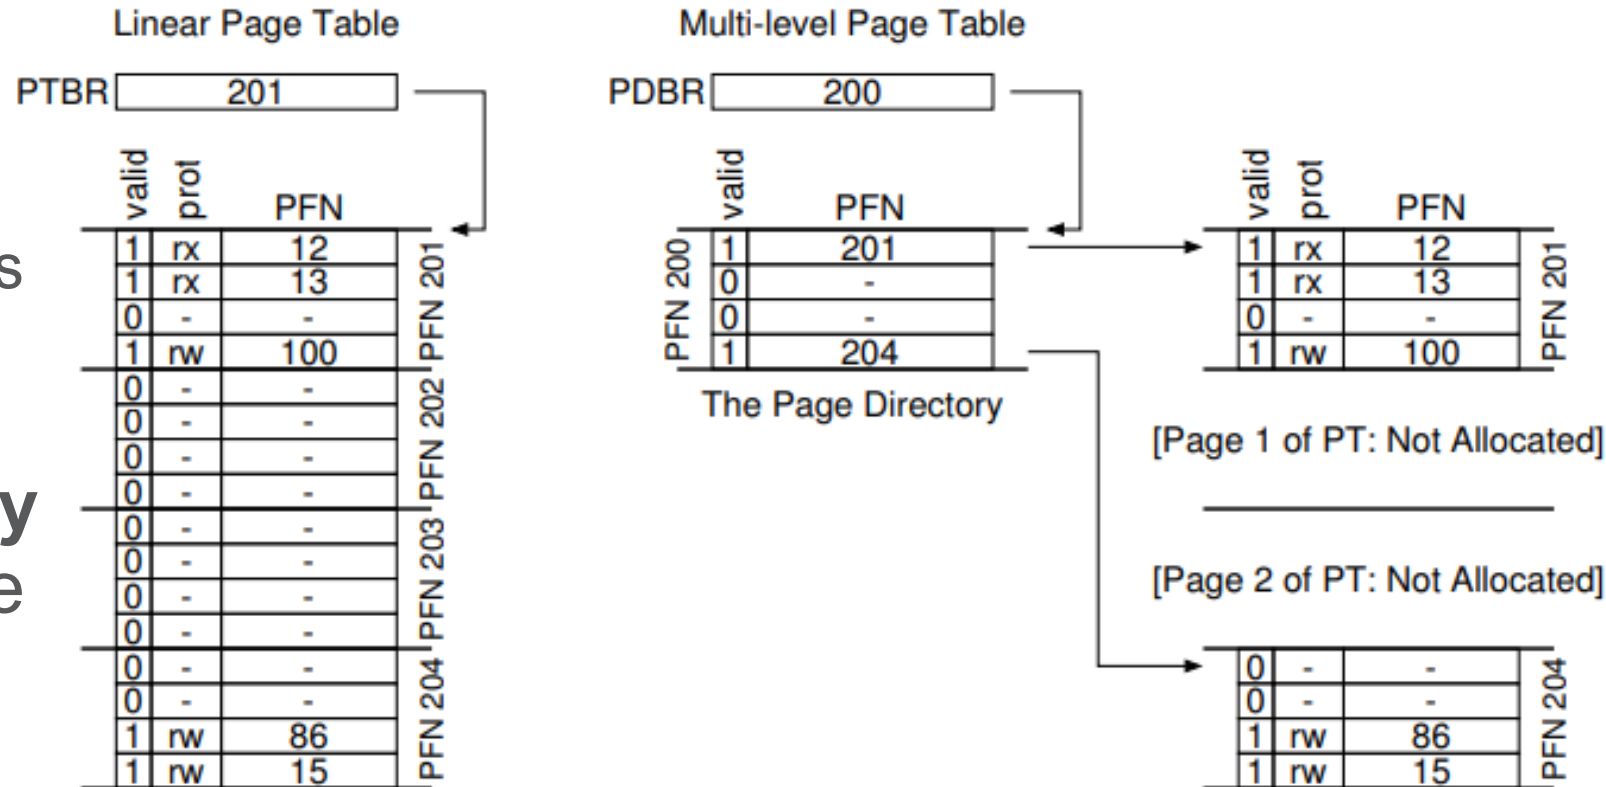 Linear Page Table
PTBR 201
valid prot PFN
1 rx 12
1 rx 13
0 - -
1 rw 100
PFN 201
0 - -
0 - -
0 - -
0 - -
PFN 202
0 - -
0 - -
0 - -
0 - -
PFN 203
0 - -
0 - -
1 rw 86
1 rw 15
PFN 204
Multi-level Page Table
PDBR 200
valid PFN
PFN 200
1 201
0 -
0 -
1 204
The Page Directory
valid prot PFN
1 rx 12
1 rx 13
0 - -
1 rw 100
PFN 201
[Page 1 of PT: Not Allocated]
[Page 2 of PT: Not Allocated]
0 - -
0 - -
1 rw 86
1 rw 15
PFN 204
s
y
e